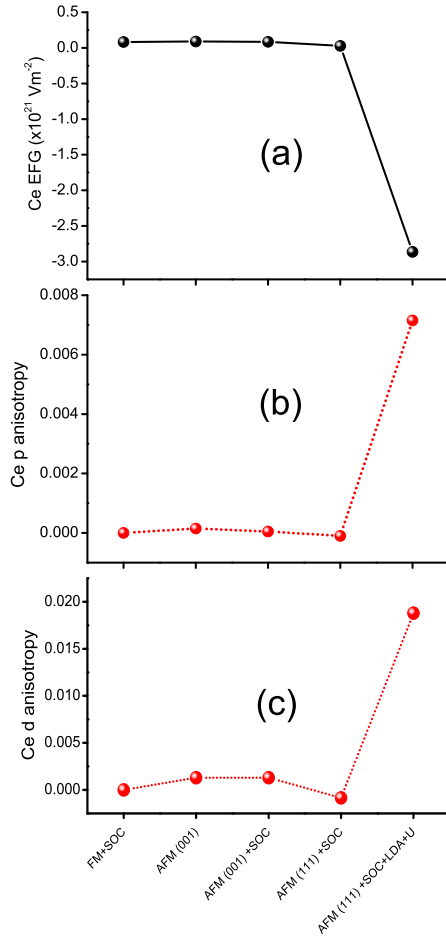 0.5
0.0
-0.5
-1.0
-1.5
-2.0
-2.5
-3.0
Ce EFG (x10²¹ Vm⁻²)
(a)
0.008
0.006
0.004
0.002
0.000
Ce p anisotropy
(b)
0.020
0.015
0.010
0.005
0.000
Ce d anisotropy
(c)
FM+SOC
AFM (001)
AFM (001) +SOC
AFM (111) +SOC
AFM (111) +SOC+LDA+U